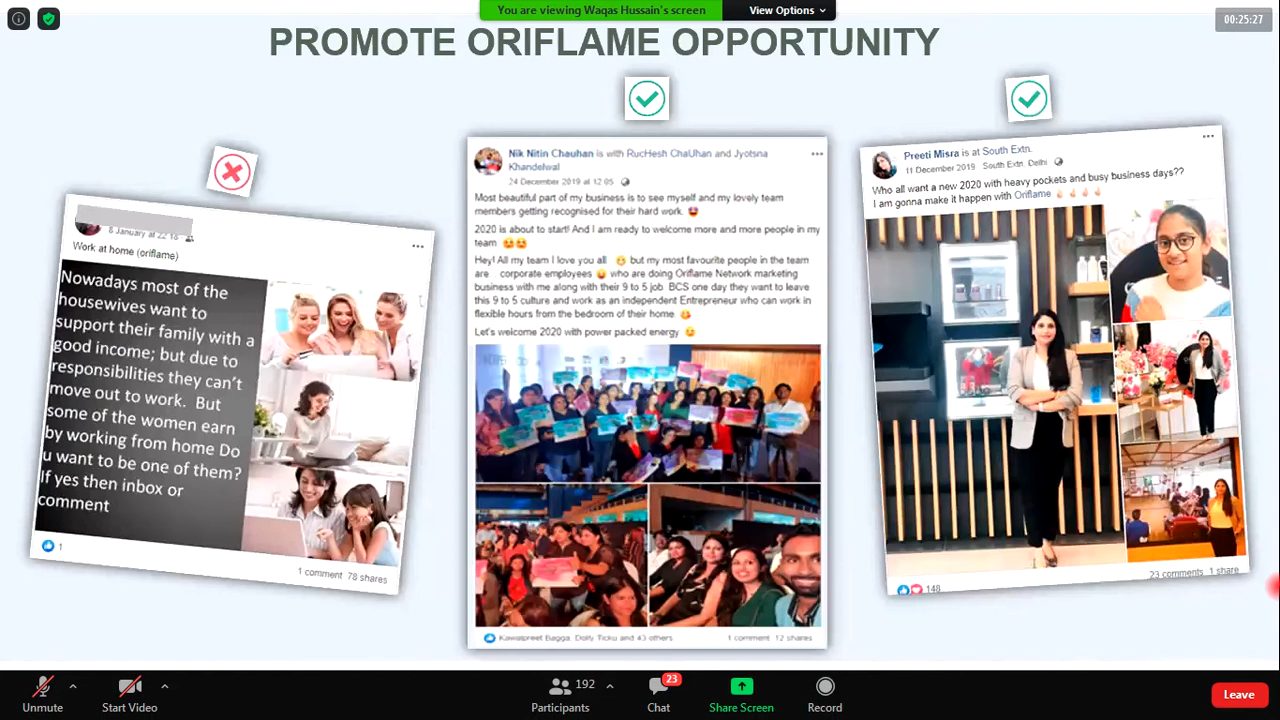 You are viewing Waqas Hussain's screen
View Options
00:25:27
PROMOTE ORIFLAME OPPORTUNITY
8 January at 22:16
Work at home (oriflame)
Nowadays most of the
housewives want to
support their family with a
good income; but due to
responsibilities they can't
move out to work. But
some of the women earn
by working from home Do
u want to be one of them?
If yes then inbox or
comment
1
1 comment 78 shares
Nik Nitin Chauhan is with RucHesh ChaUhan and Jyotsna
Khandelwal
24 December 2019 at 12:05
Most beautiful part of my business is to see myself and my lovely team
members getting recognised for their hard work. 😍
2020 is about to start! And I am ready to welcome more and more people in my
team 😍😍
Hey! All my team I love you all 😁 but my most favourite people in the team
are corporate employees 😜 who are doing Oriflame Network marketing
business with me along with their 9 to 5 job BCS one day they want to leave
this 9 to 5 culture and work as an independent Entrepreneur who can work in
flexible hours from the bedroom of their home 😘
Let's welcome 2020 with power packed energy 😉
Kawalpreet Bagga, Dolly Ticku and 43 others
1 comment 12 shares
Preeti Misra is at South Extn.
11 December 2019 South Extn, Delhi
Who all want a new 2020 with heavy pockets and busy business days??
I am gonna make it happen with Oriflame 👆👆👆👆
148
23 comments 1 share
Unmute
Start Video
192
Participants
23
Chat
Share Screen
Record
Leave